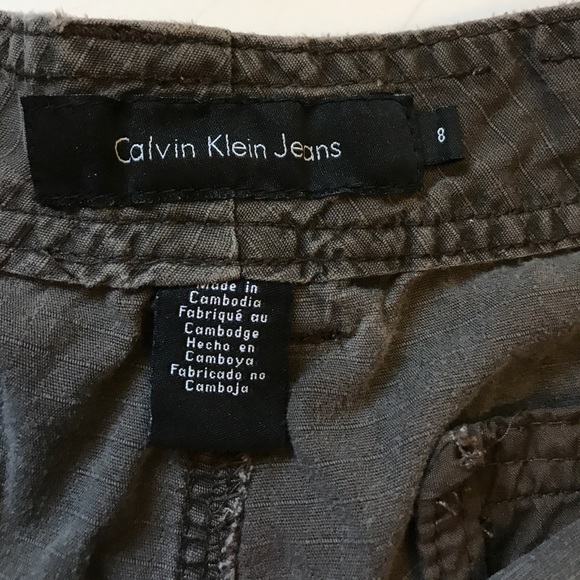 Calvin Klein Jeans
8
Made in
Cambodia
Fabriqué au
Cambodge
Hecho en
Camboya
Fabricado no
Camboja